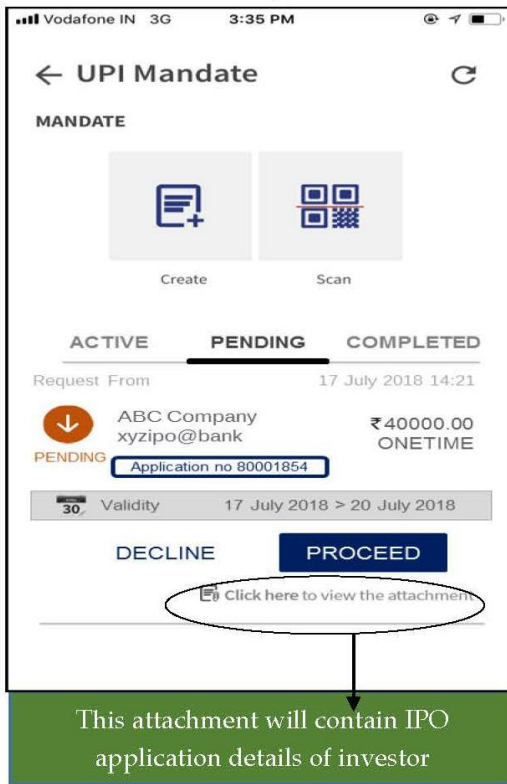 Vodafone IN 3G 3:35 PM
← UPI Mandate
MANDATE
Create Scan
ACTIVE PENDING COMPLETED
Request From 17 July 2018 14:21
ABC Company ₹40000.00
xyzipo@bank ONETIME
PENDING
Application no 80001854
30 Validity 17 July 2018 > 20 July 2018
DECLINE PROCEED
Click here to view the attachment
This attachment will contain IPO
application details of investor